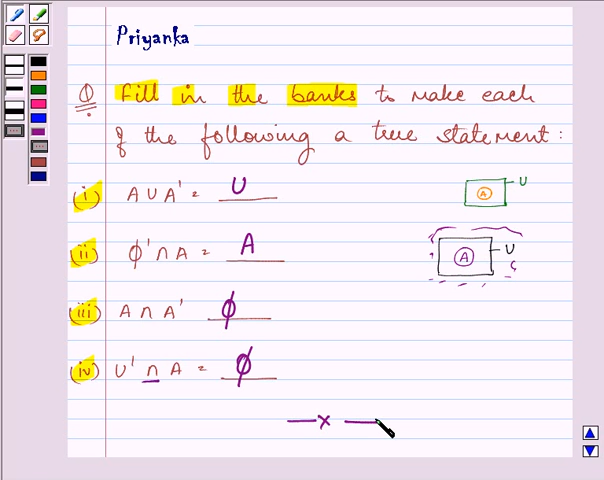 Priyanka
Q Fill in the banks to make each
of the following a true statement:
(i) A ∪ A' = U
(ii) φ' ∩ A = A
(iii) A ∩ A' φ
(iv) U' ∩ A = φ
A U
A U
—x—